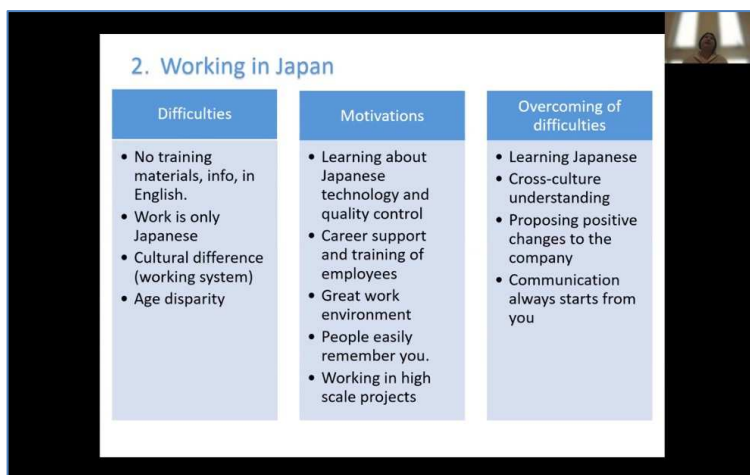 2. Working in Japan
Difficulties
• No training
materials, info, in
English.
• Work is only
Japanese
• Cultural difference
(working system)
• Age disparity
Motivations
• Learning about
Japanese
technology and
quality control
• Career support
and training of
employees
• Great work
environment
• People easily
remember you.
• Working in high
scale projects
Overcoming of
difficulties
• Learning Japanese
• Cross-culture
understanding
• Proposing positive
changes to the
company
• Communication
always starts from
you